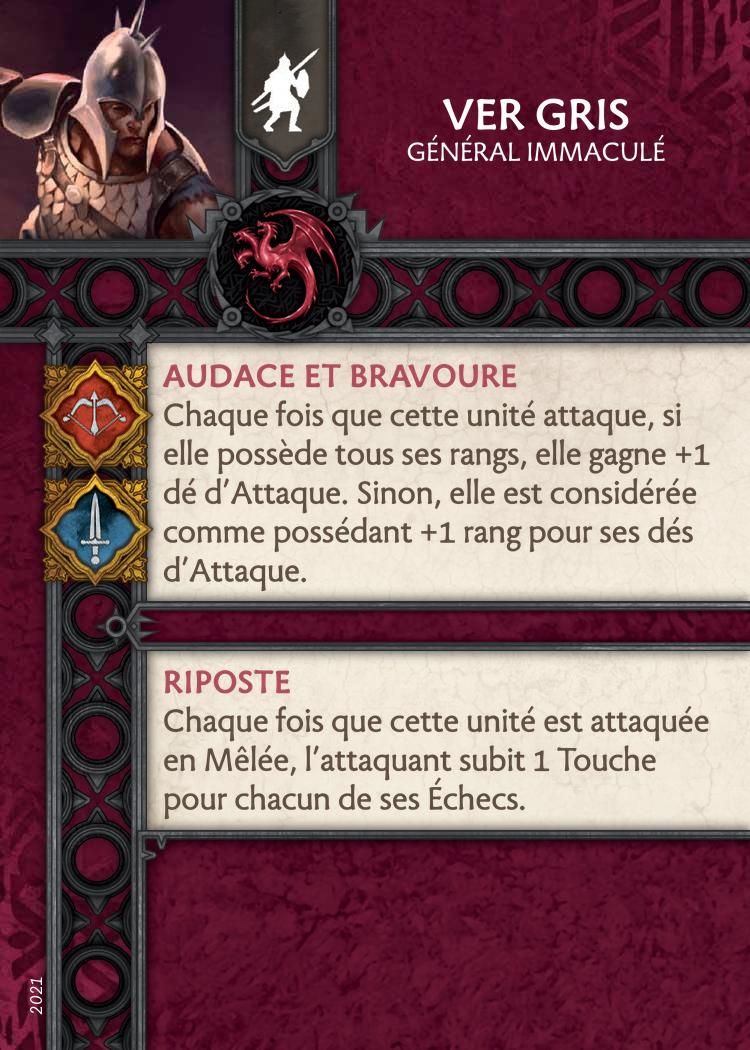 VER GRIS
GÉNÉRAL IMMACULÉ
AUDACE ET BRAVOURE
Chaque fois que cette unité attaque, si
elle possède tous ses rangs, elle gagne +1
dé d'Attaque. Sinon, elle est considérée
comme possédant +1 rang pour ses dés
d'Attaque.
RIPOSTE
Chaque fois que cette unité est attaquée
en Mêlée, l'attaquant subit 1 Touche
pour chacun de ses Échecs.
2021